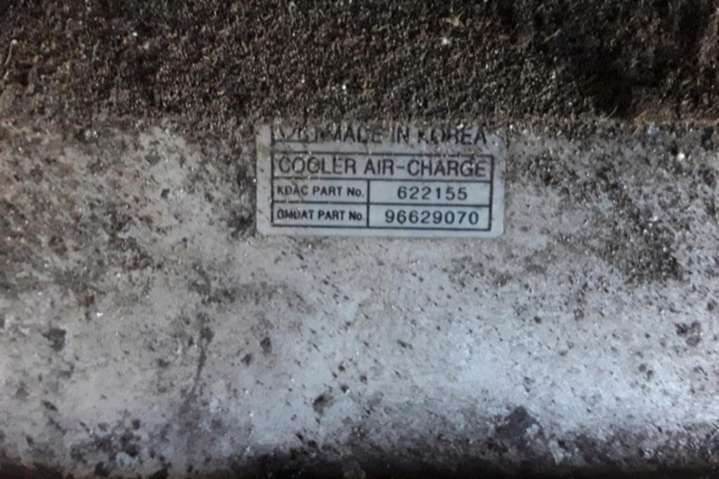 MADE IN KOREA
COOLER AIR-CHARGE
KDAC PART No. 622155
GMDAT PART No. 96629070